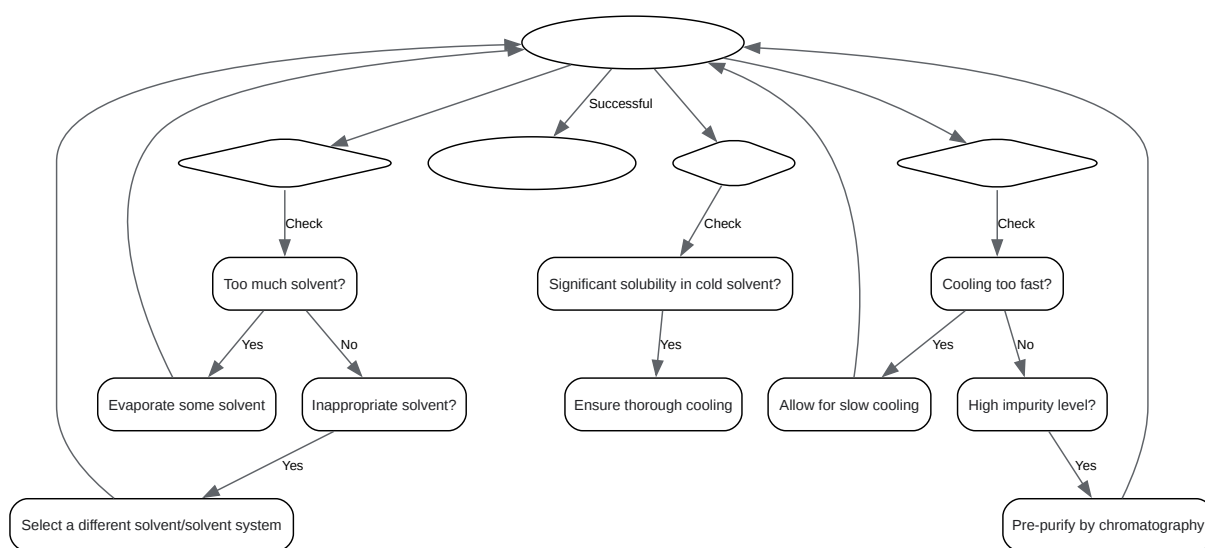 Successful
Check
Check
Check
Too much solvent?
Significant solubility in cold solvent?
Cooling too fast?
Yes
No
Yes
Yes
No
Evaporate some solvent
Inappropriate solvent?
Ensure thorough cooling
Allow for slow cooling
High impurity level?
Yes
Yes
Select a different solvent/solvent system
Pre-purify by chromatography